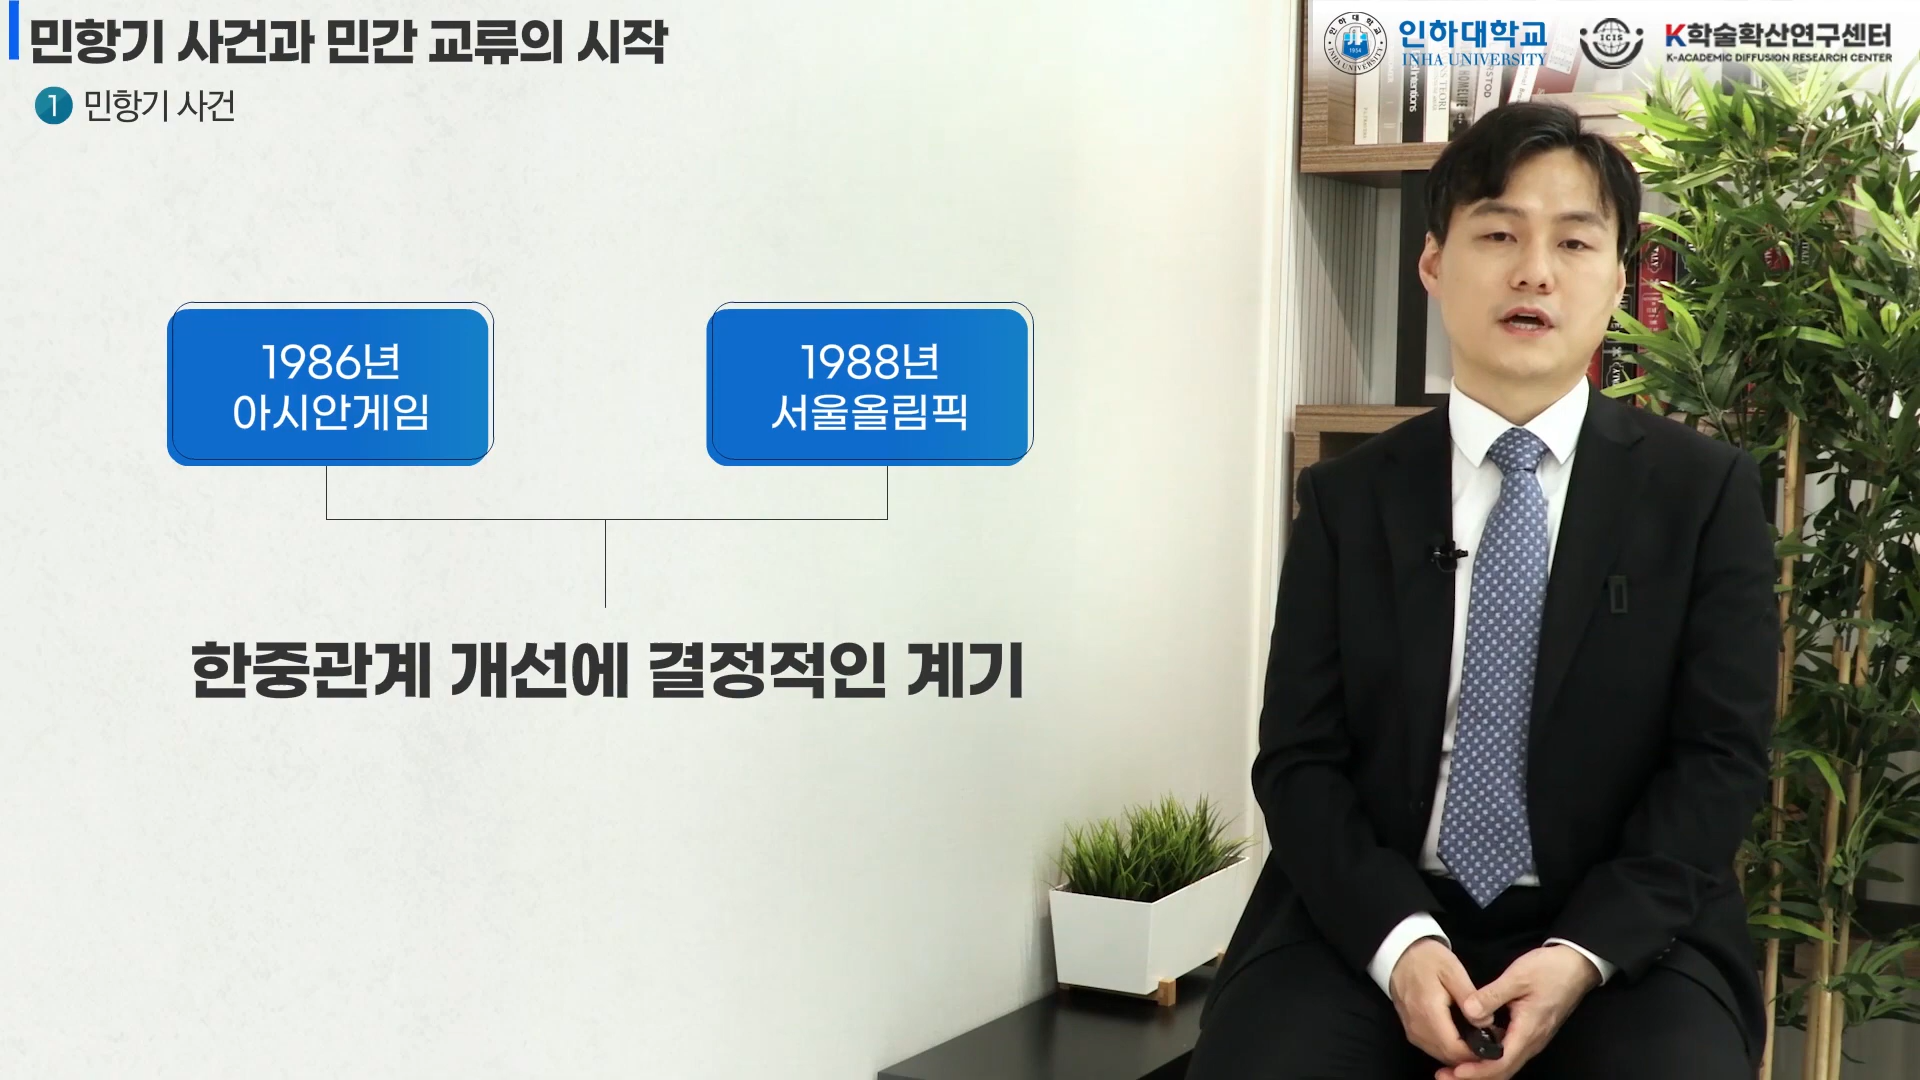 민항기 사건과 민간 교류의 시작
1 민항기 사건
인하대학교
INHA UNIVERSITY
ICIS
K학술확산연구센터
K-ACADEMIC DIFFUSION RESEARCH CENTER
1986년
아시안게임
1988년
서울올림픽
한중관계 개선에 결정적인 계기